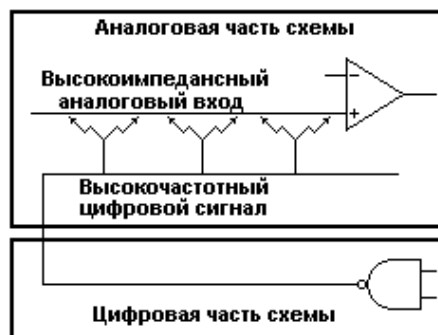 Аналоговая часть схемы
Высокоимпедансный
аналоговый вход
Высокочастотный
цифровой сигнал
Цифровая часть схемы